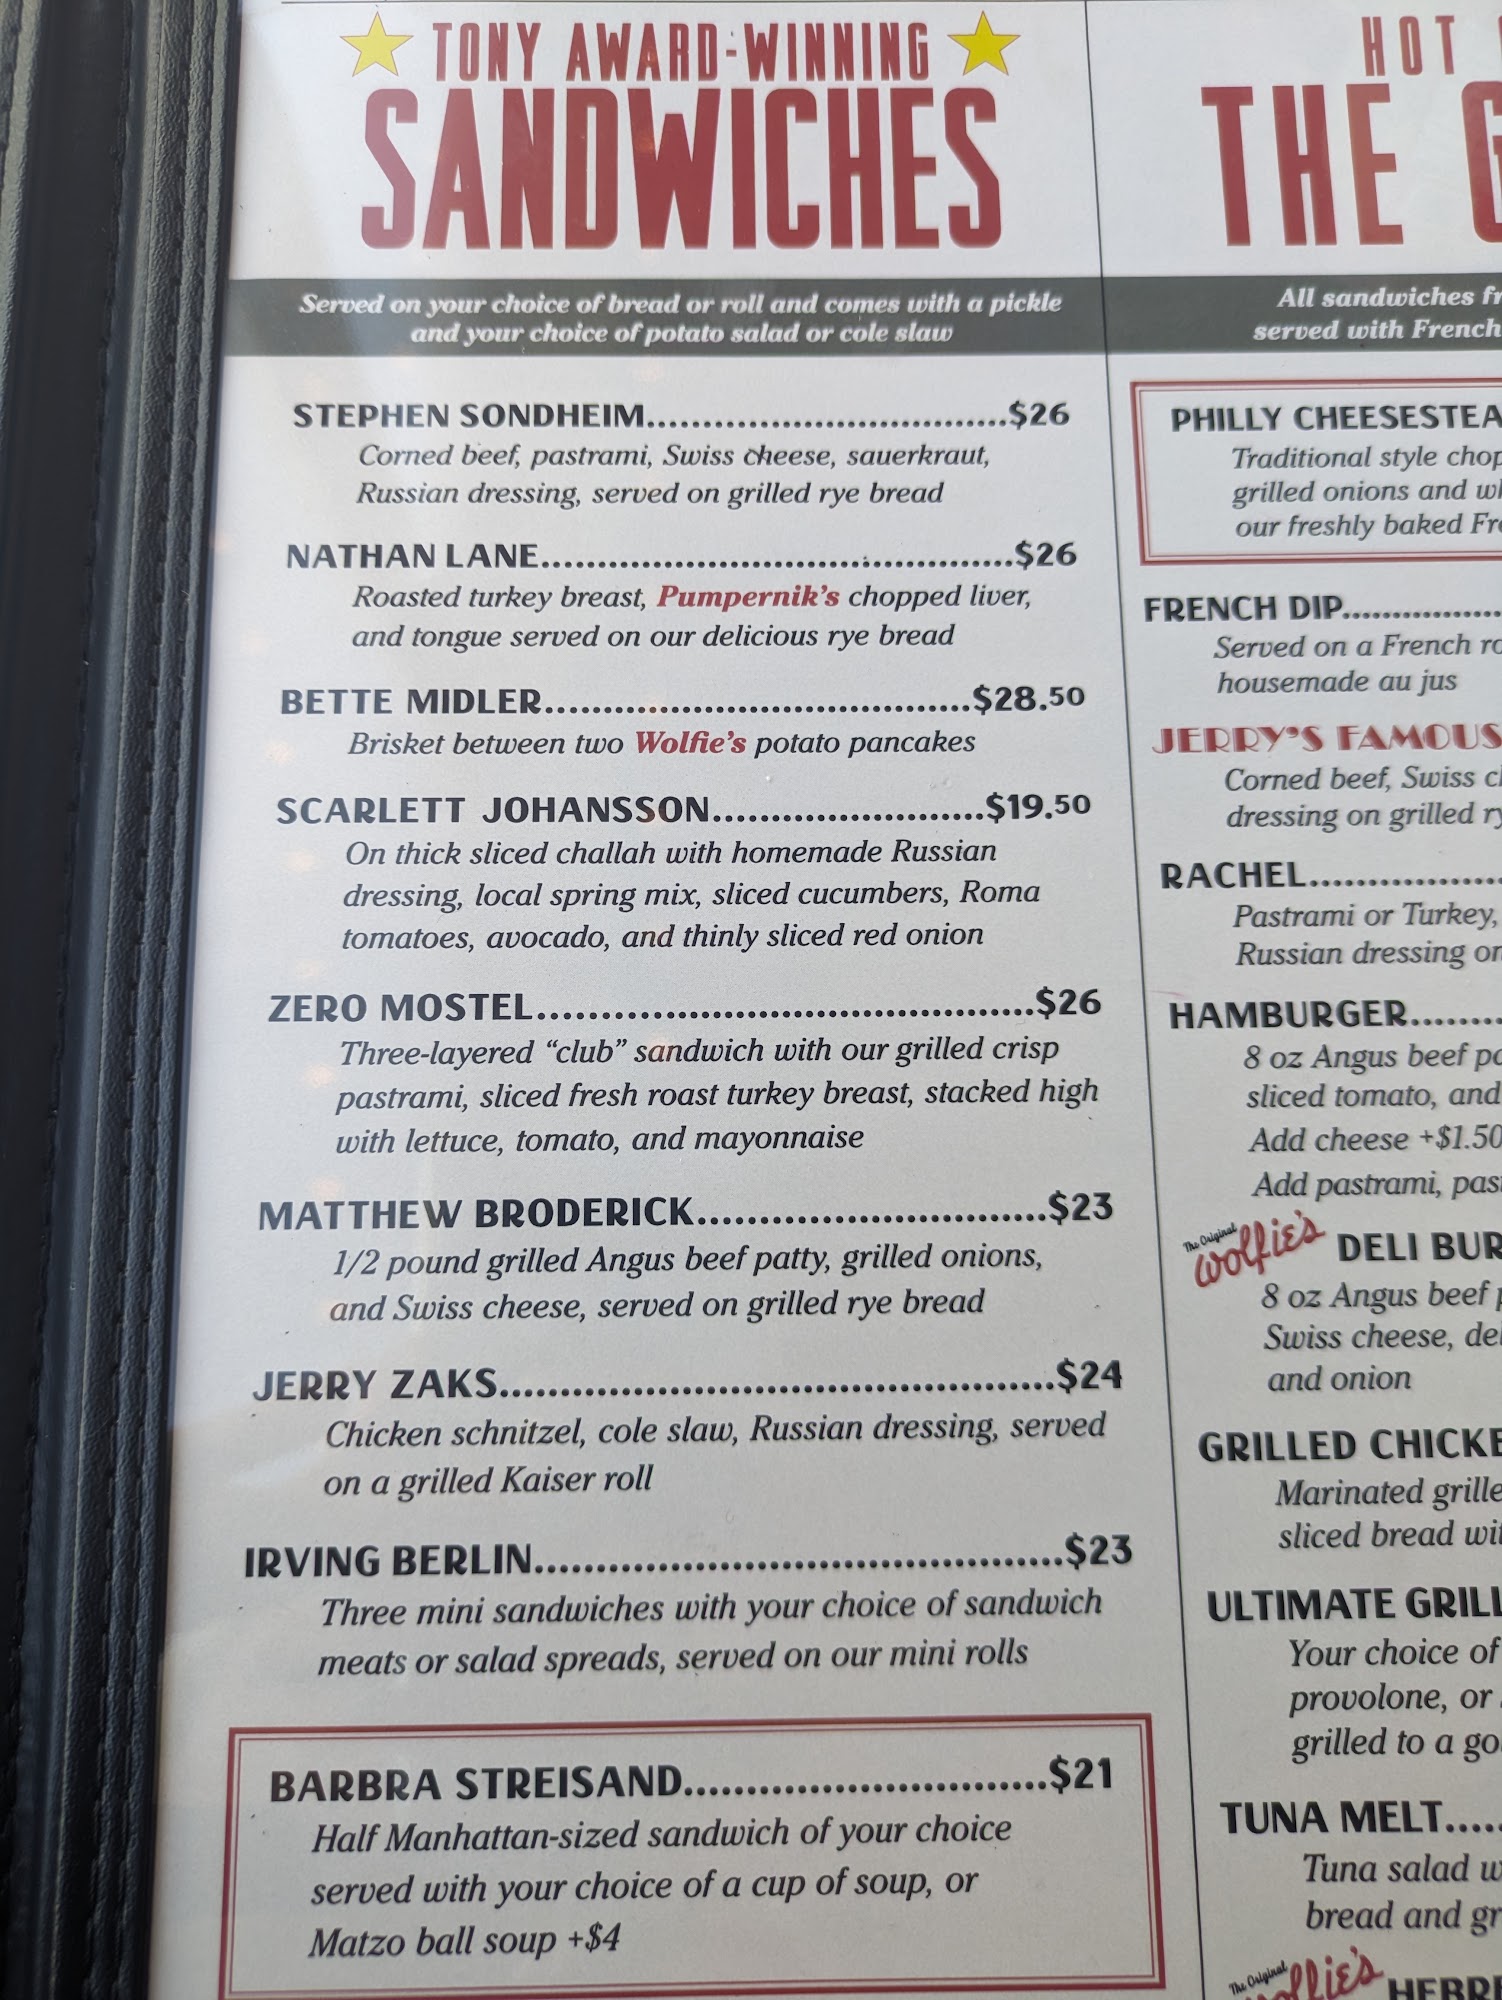 TONY AWARD-WINNING
SANDWICHES
Served on your choice of bread or roll and comes with a pickle
and your choice of potato salad or cole slaw
STEPHEN SONDHEIM.................................$26
Corned beef, pastrami, Swiss cheese, sauerkraut,
Russian dressing, served on grilled rye bread
NATHAN LANE...........................................$26
Roasted turkey breast, Pumpernik's chopped liver,
and tongue served on our delicious rye bread
BETTE MIDLER.......................................$28.50
Brisket between two Wolfie's potato pancakes
SCARLETT JOHANSSON.........................$19.50
On thick sliced challah with homemade Russian
dressing, local spring mix, sliced cucumbers, Roma
tomatoes, avocado, and thinly sliced red onion
ZERO MOSTEL...........................................$26
Three-layered “club” sandwich with our grilled crisp
pastrami, sliced fresh roast turkey breast, stacked high
with lettuce, tomato, and mayonnaise
MATTHEW BRODERICK..............................$23
1/2 pound grilled Angus beef patty, grilled onions,
and Swiss cheese, served on grilled rye bread
JERRY ZAKS..............................................$24
Chicken schnitzel, cole slaw, Russian dressing, served
on a grilled Kaiser roll
IRVING BERLIN...........................................$23
Three mini sandwiches with your choice of sandwich
meats or salad spreads, served on our mini rolls
BARBRA STREISAND..............................$21
Half Manhattan-sized sandwich of your choice
served with your choice of a cup of soup, or
Matzo ball soup +$4
HOT
THE
All sandwiches
served with French
PHILLY
Traditional style
grilled onions and
our freshly baked
FRENCH DIP................
Served on a French
housemade au jus
JERRY'S FAMOUS
Corned beef, Swiss
dressing on grilled
RACHEL..................
Pastrami or Turkey,
Russian dressing
HAMBURGER.........
8 oz Angus beef
sliced tomato, and
Add cheese +$1.50
Add pastrami,
The Original Wolfie's DELI
8 oz Angus beef
Swiss cheese,
and onion
GRILLED
Marinated
sliced bread
ULTIMATE
Your choice of
provolone, or
grilled to a
TUNA MELT.....
Tuna salad
bread and
The Original